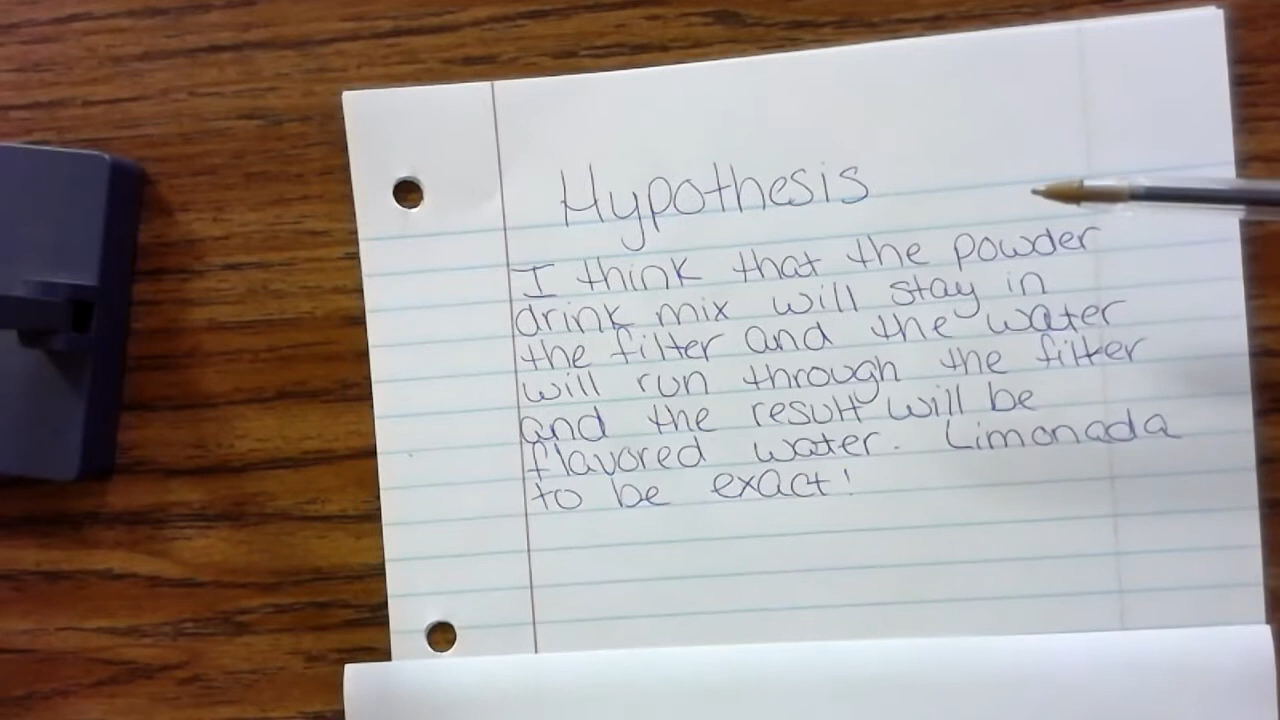 Hypothesis
I think that the powder
drink mix will stay in
the filter and the water
will run through the filter
and the result will be
flavored water. Limonada
to be exact!